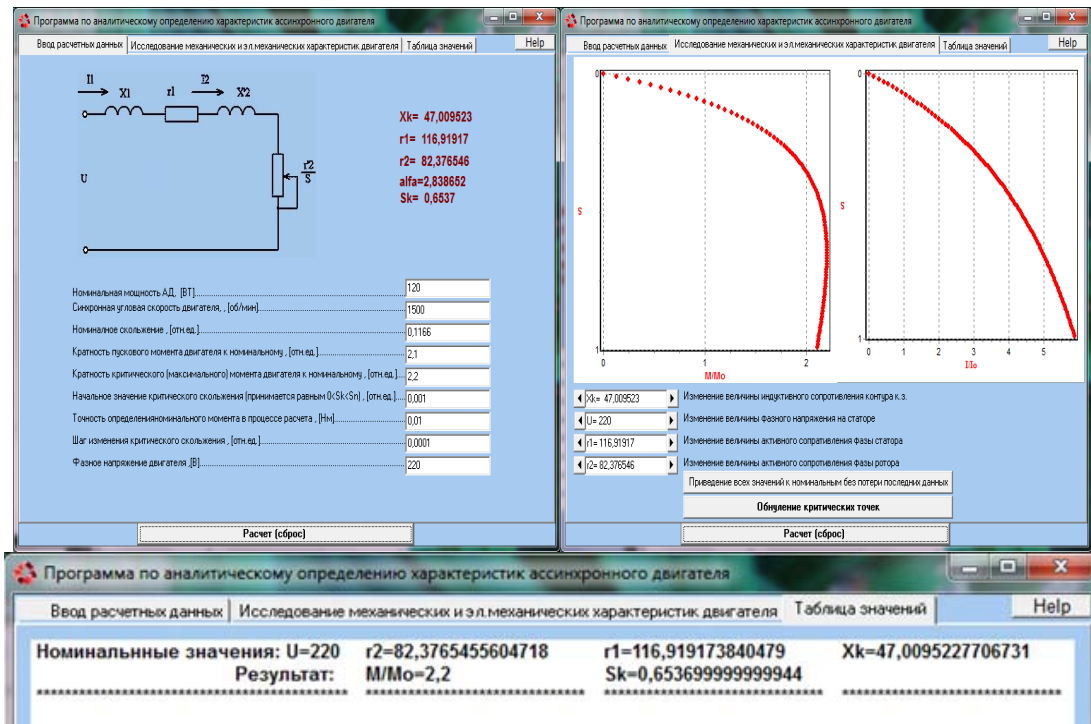 Программа по аналитическому определению характеристик ассинхронного двигателя
Ввод расчетных данных Исследование механических и эл.механических характеристик двигателя Таблица значений Help
I1 I2
X1 r1 X'2
r'2
S
U
Xk= 47,009523
r1= 116,91917
r2= 82,376546
alfa=2,838652
Sk= 0,6537
Номинальная мощность АД, [ВТ] 120
Синхронная угловая скорость двигателя, , [об/мин] 1500
Номиналное скольжение , [отн.ед.] 0,1166
Кратность пускового момента двигателя к номинальному , [отн.ед.] 2,1
Кратность критического (максимального) момента двигателя к номинальному , [отн.ед.] 2,2
Начальное значениякритического скольжения (принимается равным 0<Sk<Sn) , [отн.ед.] 0,001
Точность определенияноминального момента в процессе расчета , [Нм] 0,01
Шаг изменения критического скольжения , [отн.ед.] 0,0001
Фазное напряжение двигателя ,[В] 220
Расчет (сброс)
Программа по аналитическому определению характеристик ассинхронного двигателя
Ввод расчетных данных Исследование механических и эл.механических характеристик двигателя Таблица значений Help
0
S
1
0 1 2
M/Mo
0
S
1
0 1 2 3 4 5
I/Io
Xk= 47,009523 Изменение величины индуктивного сопротивления контура к.з.
U= 220 Изменение величины фазного напряжения на статоре
r1= 116,91917 Изменение величины активного сопративления фазы статора
r2= 82,376546 Изменение величины активного сопротивления фазы ротора
Приведение всех значений к номинальным без потери последних данных
Обнуление критических точек
Расчет (сброс)
Программа по аналитическому определению характеристик ассинхронного двигателя
Ввод расчетных данных Исследование механических и эл.механических характеристик двигателя Таблица значений Help
Номинальнные значения: U=220 r2=82,3765455604718 r1=116,919173840479 Xk=47,0095227706731
Результат: M/Mo=2,2 Sk=0,653699999999944